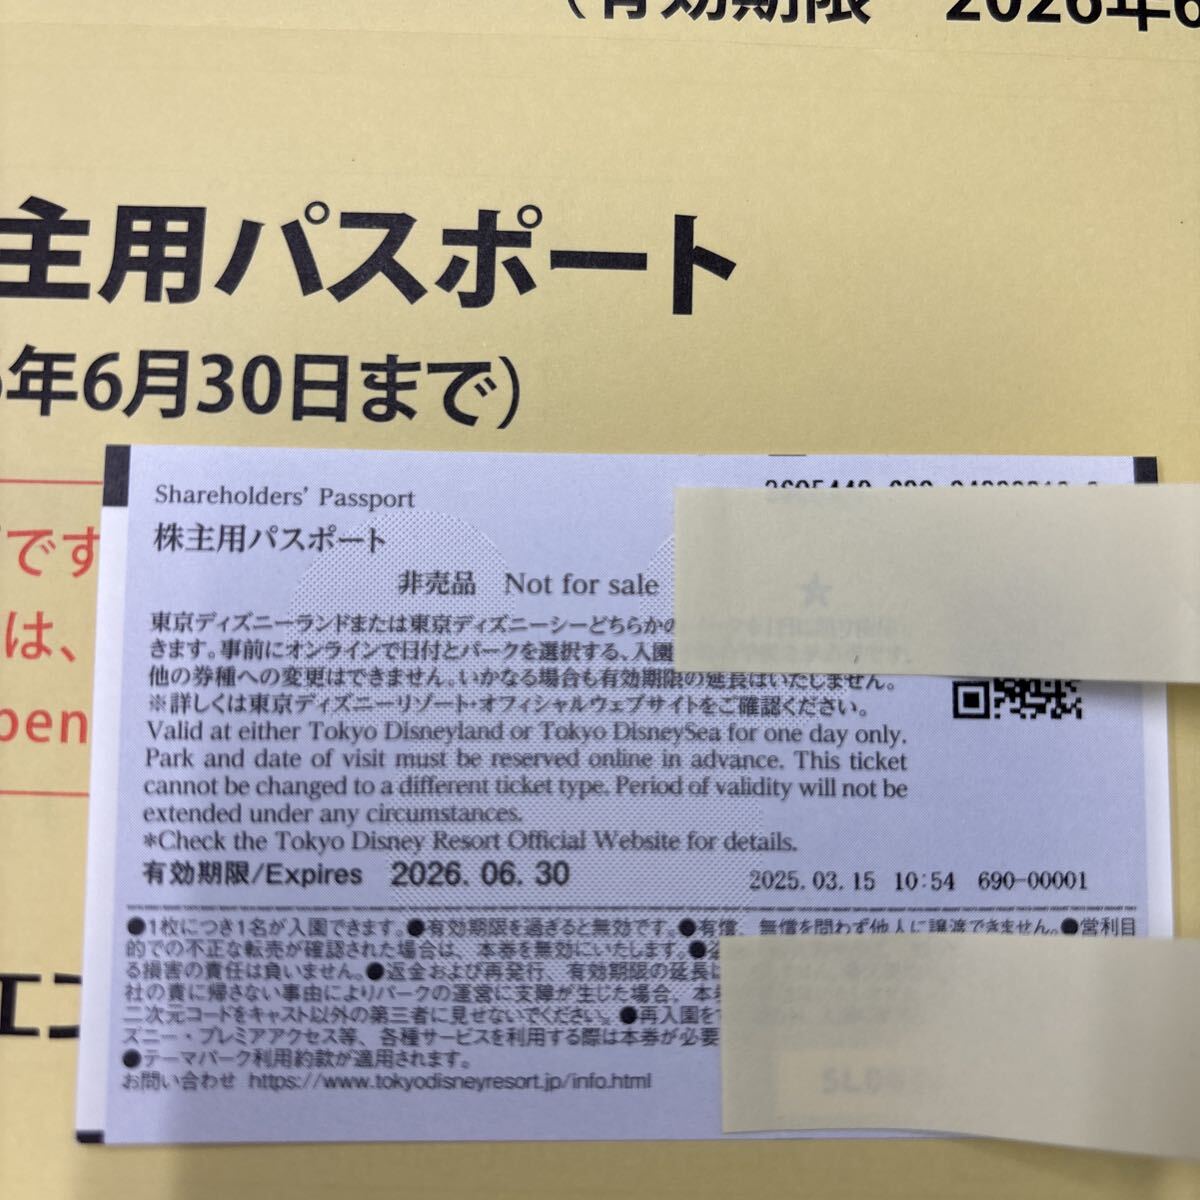 (有効期限 2026年6
主用パスポート
年6月30日まで)
です
は、
pen
エン
Shareholders' Passport
株主用パスポート
非売品 Not for sale
東京ディズニーランドまたは東京ディズニーシーどちらかの
きます。事前にオンラインで日付とパークを選択する、入園
他の券種への変更はできません。いかなる場合も有効期限の延長はいたしません。
※詳しくは東京ディズニーリゾート・オフィシャルウェブサイトをご確認ください。
Valid at either Tokyo Disneyland or Tokyo DisneySea for one day only.
Park and date of visit must be reserved online in advance. This ticket
cannot be changed to a different ticket type. Period of validity will not be
extended under any circumstances.
*Check the Tokyo Disney Resort Official Website for details.
有効期限/Expires 2026. 06. 30
2025. 03. 15 10:54 690-00001
●1枚につき1名が入園できます。●有効期限を過ぎると無効です。●有償、無償を問わず他人に譲渡できません。●営利目
的での不正な転売が確認された場合は、本券を無効にいたします。●
る損害の責任は負いません。●返金および再発行、有効期限の延長は
社の責に帰さない事由によりパークの運営に支障が生じた場合、本
二次元コードをキャスト以外の第三者に見せないでください。●再入園を
ズニー・プレミアアクセス等、各種サービスを利用する際は本券が必要
●テーマパーク利用約款が適用されます。
お問い合わせ https://www.tokyodisneyresort.jp/info.html